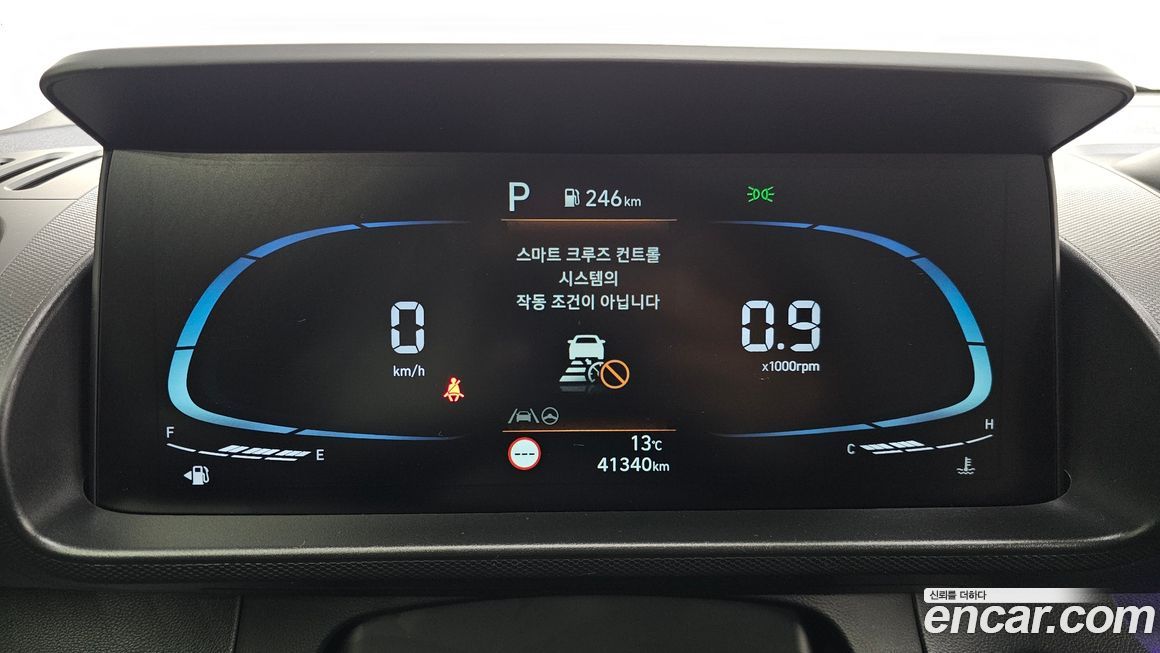 P 246km
스마트 크루즈 컨트롤
시스템의
작동 조건이 아닙니다
0
km/h
0.9
x1000rpm
F
E
---
13℃
41340km
C
H
신뢰를 더하다
encar.com